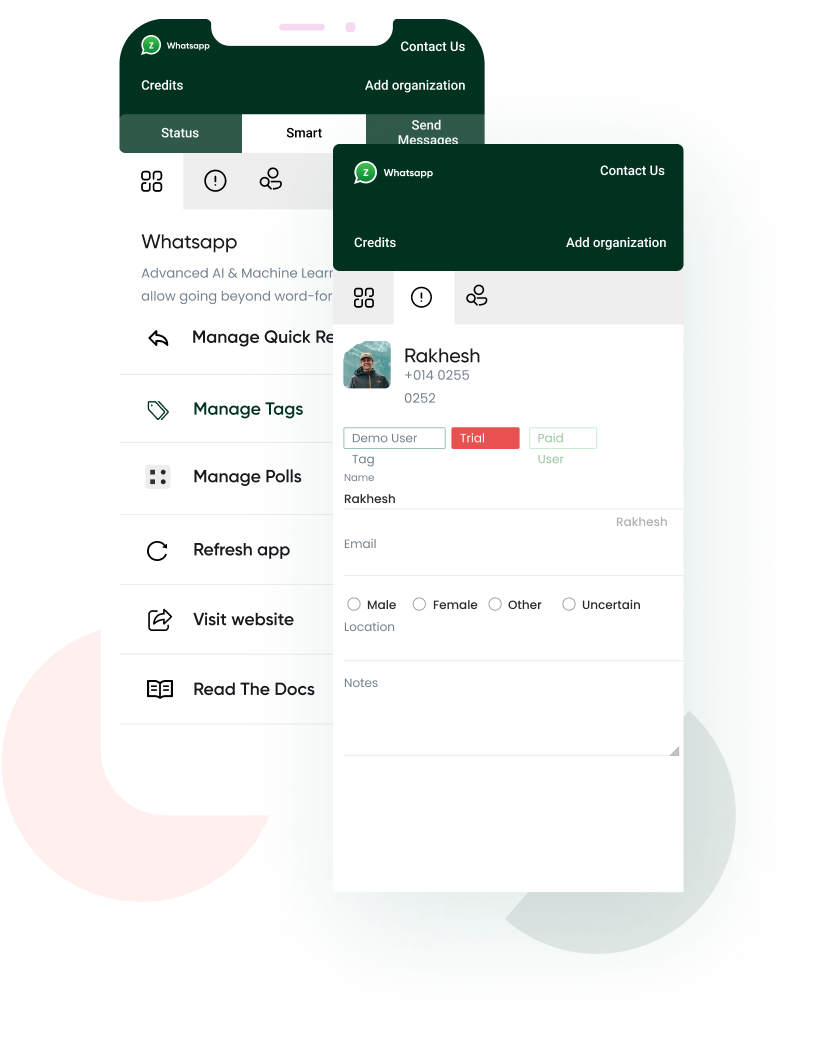 Z Whatsapp
Contact Us
Credits
Add organization
Status
Smart
Send
Messages
Whatsapp
Advanced AI & Machine Learn
allow going beyond word-for
Manage Quick Re
Manage Tags
Manage Polls
Refresh app
Visit website
Read The Docs
Z Whatsapp
Contact Us
Credits
Add organization
Rakhesh
+014 0255
0252
Demo User
Tag
Trial
Paid
User
Name
Rakhesh
Rakhesh
Email
Male Female Other Uncertain
Location
Notes